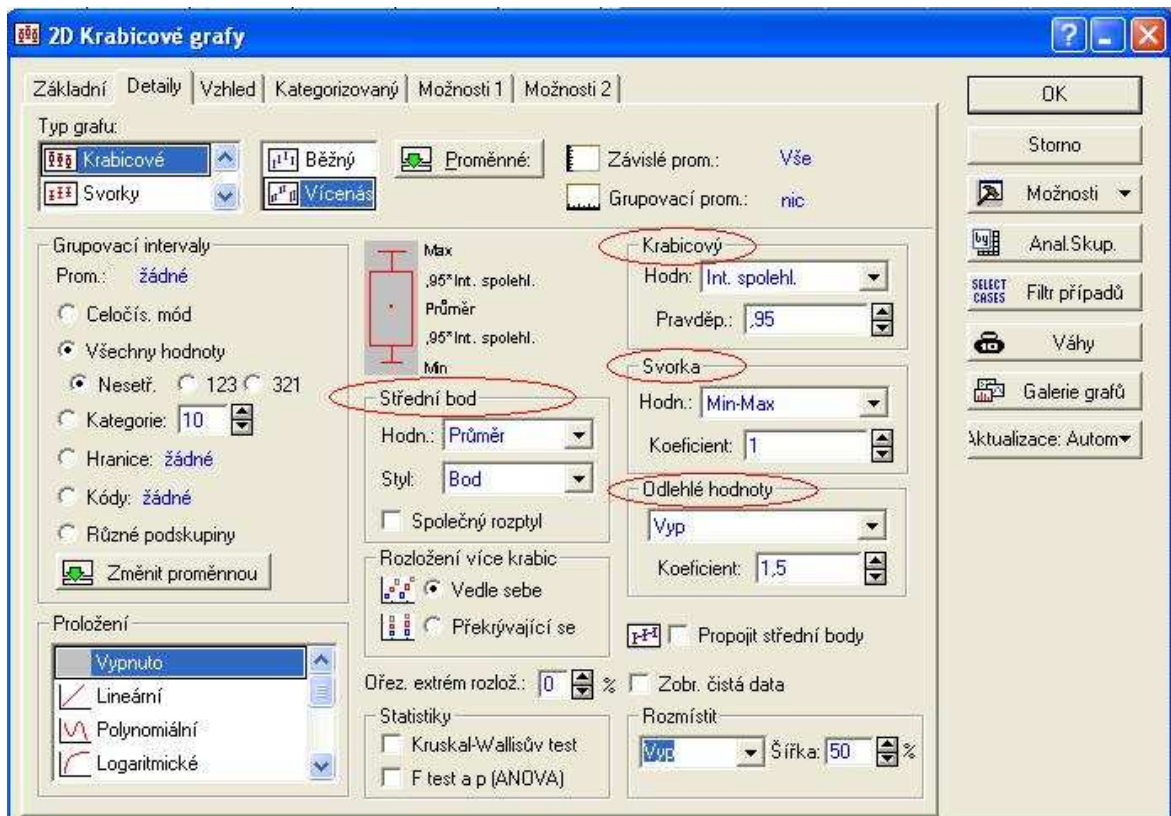 2D Krabicově grafy
Základní Detaily Vzhled Kategorizovaný Možnosti 1 Možnosti 2
Typ grafu:
Krabicové
Svorky
Běžný
Vícenás
Proměnné:
Závislé prom.: Vše
Grupovací prom.: nic
Grupovací intervaly
Prom.: žádné
Celočís. mód
Všechny hodnoty
Nesetř. 123 321
Kategorie: 10
Hranice: žádné
Kódy: žádné
Různé podskupiny
Změnit proměnnou
Proložení
Vypnuto
Lineární
Polynomiální
Logaritmické
Max
,95*Int. spolehl.
Průměr
,95*Int. spolehl.
Min
Střední bod
Hodn.: Průměr
Styl: Bod
Společný rozptyl
Rozložení více krabic
Vedle sebe
Překrývající se
Ořez. extrém rozlož.: 0 %
Statistiky
Kruskal-Wallisův test
F test a p (ANOVA)
Krabicový
Hodn: Int. spolehl.
Pravděp.: ,95
Svorka
Hodn.: Min-Max
Koeficient: 1
Odlehlé hodnoty
Vyp
Koeficient: 1,5
Propojit střední body
Zobr. čistá data
Rozmístit
Vyp Šířka: 50 %
OK
Storno
Možnosti
Anal.Skup.
SELECT CASES Filtr případů
Váhy
Galerie grafů
Aktualizace: Autom